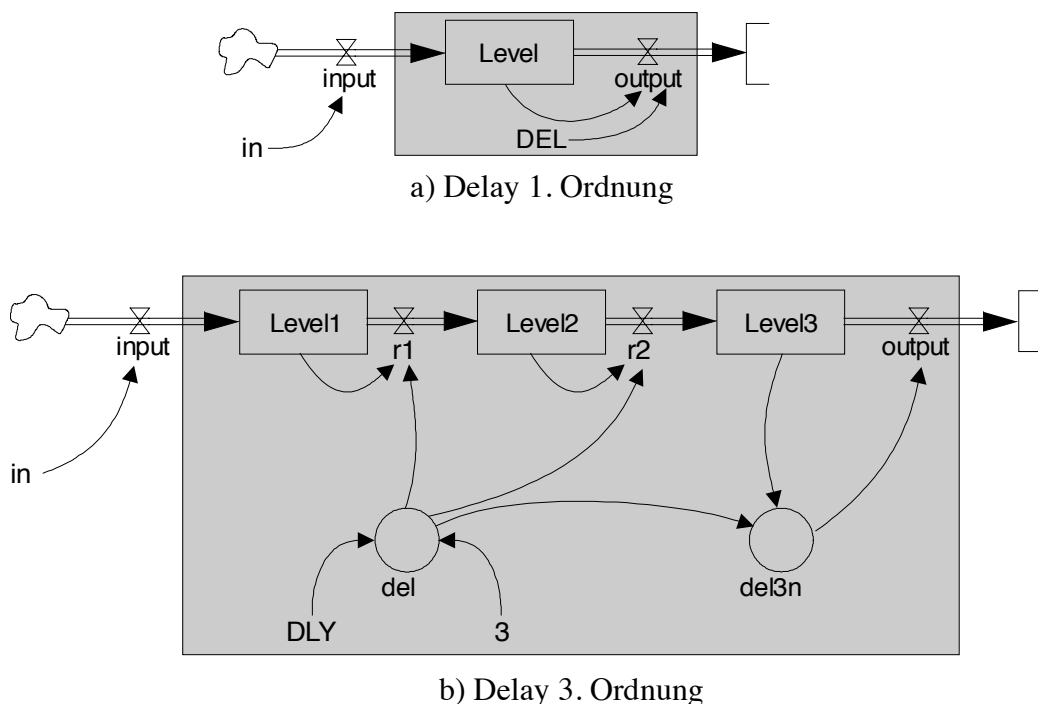 Level
input
output
in
DEL
a) Delay 1. Ordnung
Level1
Level2
Level3
input
r1
r2
output
in
del
del3n
DLY
3
b) Delay 3. Ordnung